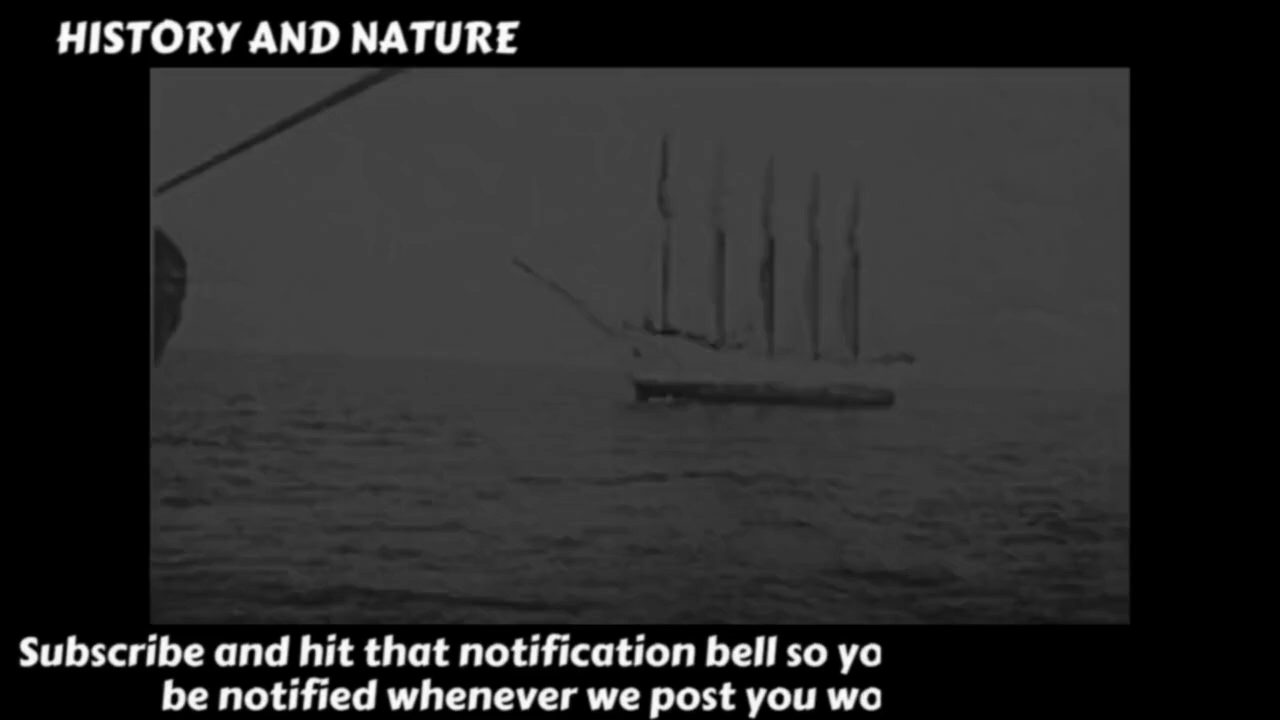 HISTORY AND NATURE
Subscribe and hit that notification bell so yo
be notified whenever we post you wo